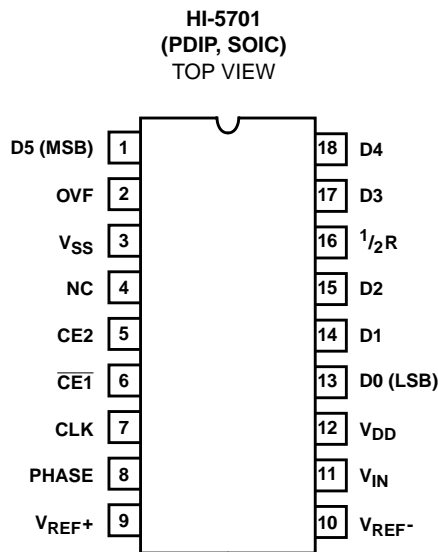 HI-5701
(PDIP, SOIC)
TOP VIEW
D5 (MSB) 1 18 D4
OVF 2 17 D3
VSS 3 16 1/2R
NC 4 15 D2
CE2 5 14 D1
CE1 6 13 D0 (LSB)
CLK 7 12 VDD
PHASE 8 11 VIN
VREF+ 9 10 VREF-